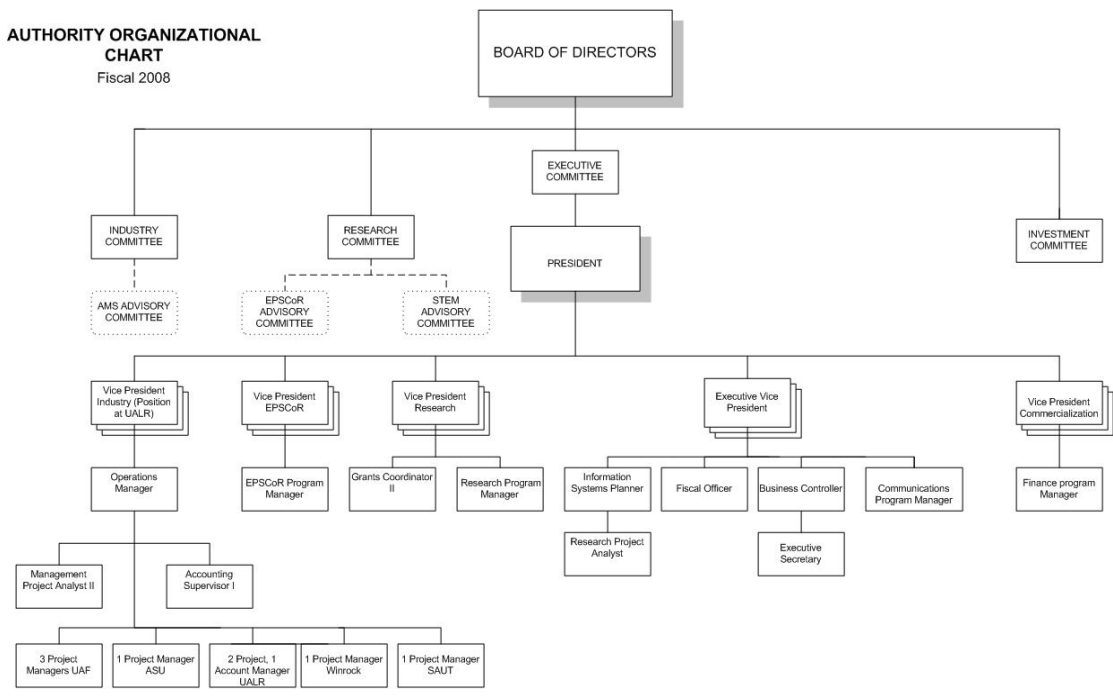 AUTHORITY ORGANIZATIONAL
CHART
Fiscal 2008
BOARD OF DIRECTORS
EXECUTIVE
COMMITTEE
INDUSTRY
COMMITTEE
RESEARCH
COMMITTEE
PRESIDENT
INVESTMENT
COMMITTEE
AMS ADVISORY
COMMITTEE
EPSCoR
ADVISORY
COMMITTEE
STEM
ADVISORY
COMMITTEE
Vice President
Industry (Position
at UALR)
Vice President
EPSCoR
Vice President
Research
Executive Vice
President
Vice President
Commercialization
Operations
Manager
EPSCoR Program
Manager
Grants Coordinator
II
Research Program
Manager
Information
Systems Planner
Fiscal Officer
Business Controller
Communications
Program Manager
Finance program
Manager
Research Project
Analyst
Executive
Secretary
Management
Project Analyst II
Accounting
Supervisor I
3 Project
Managers UAF
1 Project Manager
ASU
2 Project, 1
Account Manager
UALR
1 Project Manager
Winrock
1 Project Manager
SAUT